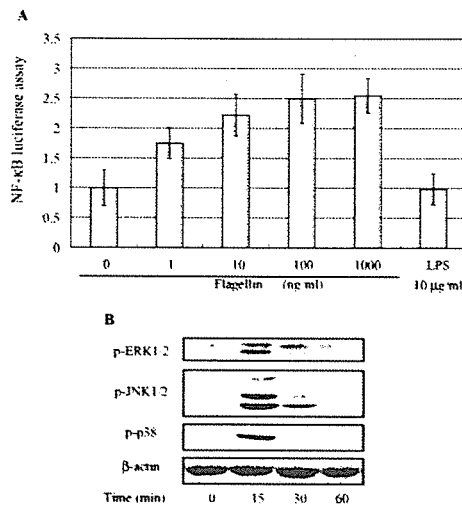 A
3.5
3
2.5
2
1.5
1
0.5
0
NF-κB luciferase assay
0 1 10 100 1000 LPS
Flagellin (ng ml) 10 μg ml
B
p-ERK1 2
p-JNK1/2
p-p38
β-actin
Time (min) 0 15 30 60